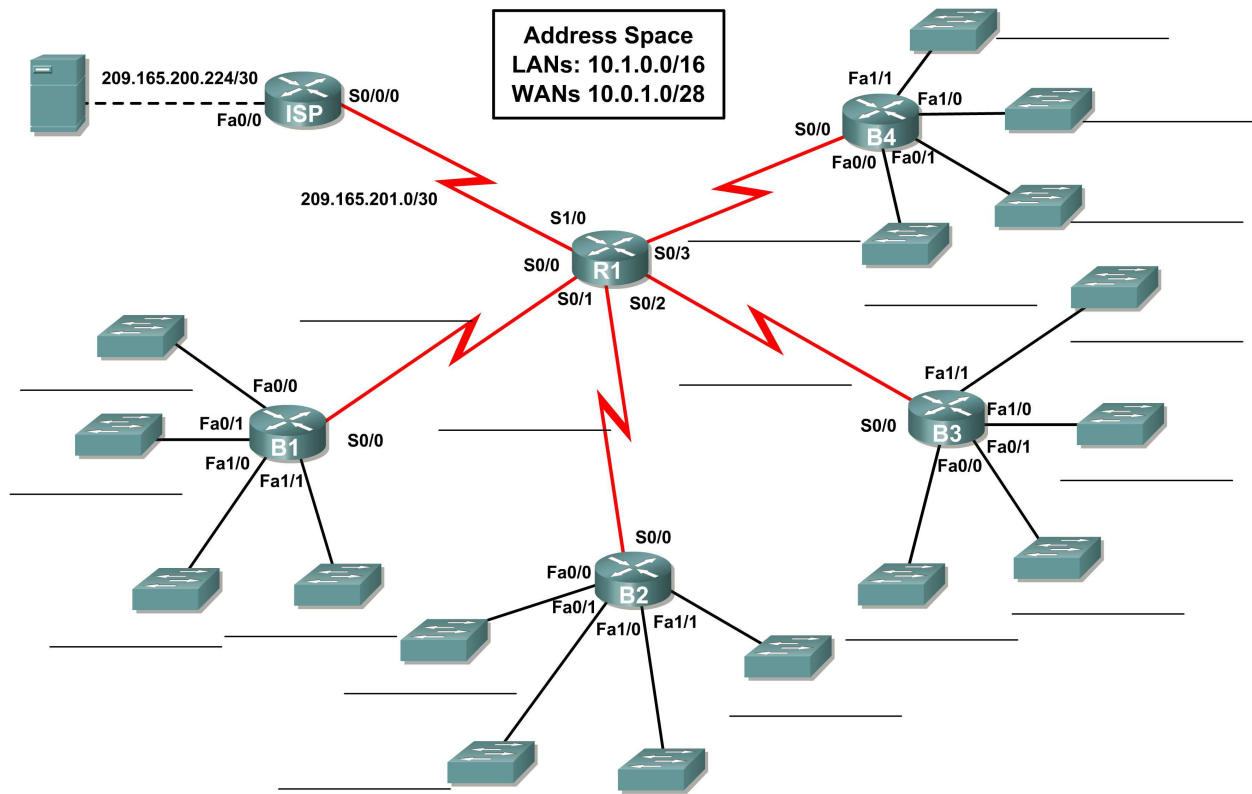 Address Space
LANs: 10.1.0.0/16
WANs 10.0.1.0/28
209.165.200.224/30
ISP
S0/0/0
Fa0/0
209.165.201.0/30
Fa1/1
Fa1/0
S0/0
B4
Fa0/0
Fa0/1
S1/0
S0/0
R1
S0/3
S0/1
S0/2
Fa0/0
Fa0/1
B1
S0/0
Fa1/0
Fa1/1
Fa1/1
S0/0
B3
Fa1/0
Fa0/1
Fa0/0
S0/0
Fa0/0
B2
Fa0/1
Fa1/0
Fa1/1